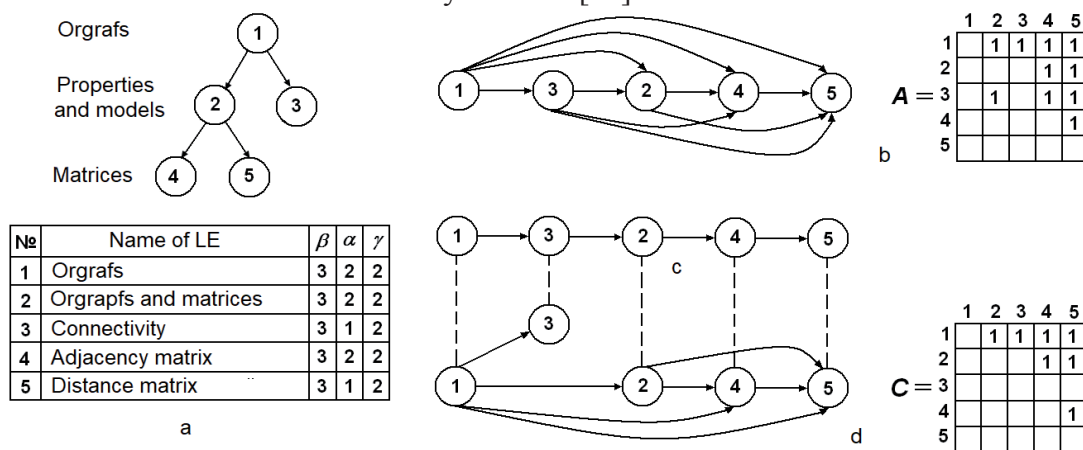 Orgrafs
1
Properties
and models
2
3
Matrices
4
5
№ Name of LE β α γ
1 Orgrafs 3 2 2
2 Orgrapfs and matrices 3 2 2
3 Connectivity 3 1 2
4 Adjacency matrix 3 2 2
5 Distance matrix 3 1 2
a
1 3 2 4 5
b
A =
1 2 3 4 5
1 1 1 1 1
2 1 1
3 1 1 1
4 1
5
1 3 2 4 5
c
3
1 2 4 5
d
C =
1 2 3 4 5
1 1 1 1 1
2 1 1
3
4 1
5